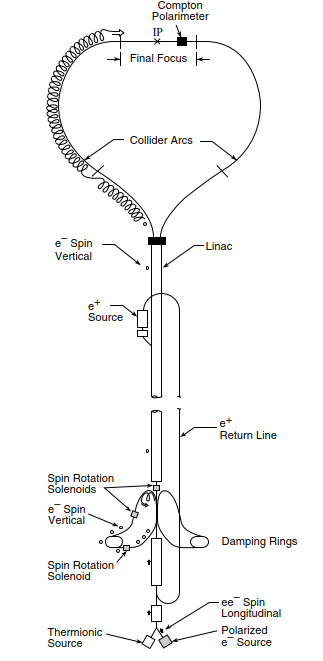 Compton
Polarimeter
IP
Final Focus
Collider Arcs
e– Spin
Vertical
Linac
e+
Source
e+
Return Line
Spin Rotation
Solenoids
e– Spin
Vertical
Damping Rings
Spin Rotation
Solenoid
ee– Spin
Longitudinal
Thermionic
Source
Polarized
e– Source